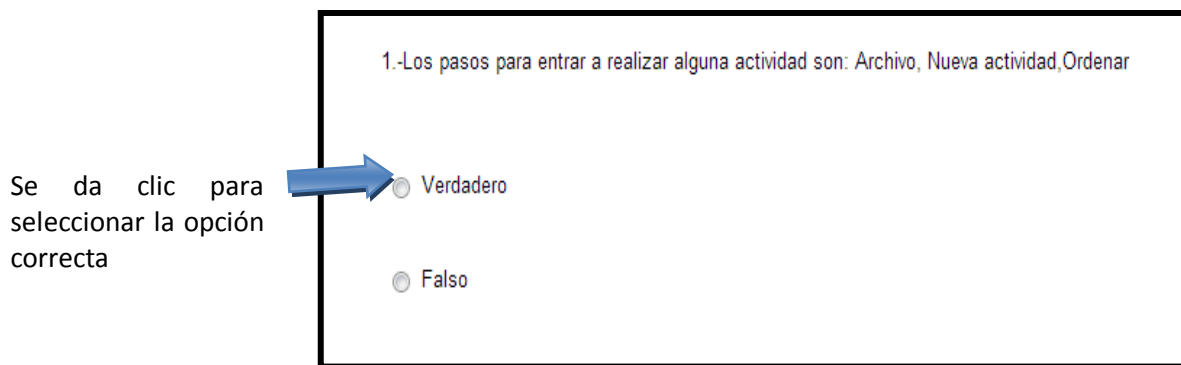 1.-Los pasos para entrar a realizar alguna actividad son: Archivo, Nueva actividad,Ordenar
Se da clic para
seleccionar la opción
correcta
Verdadero
Falso